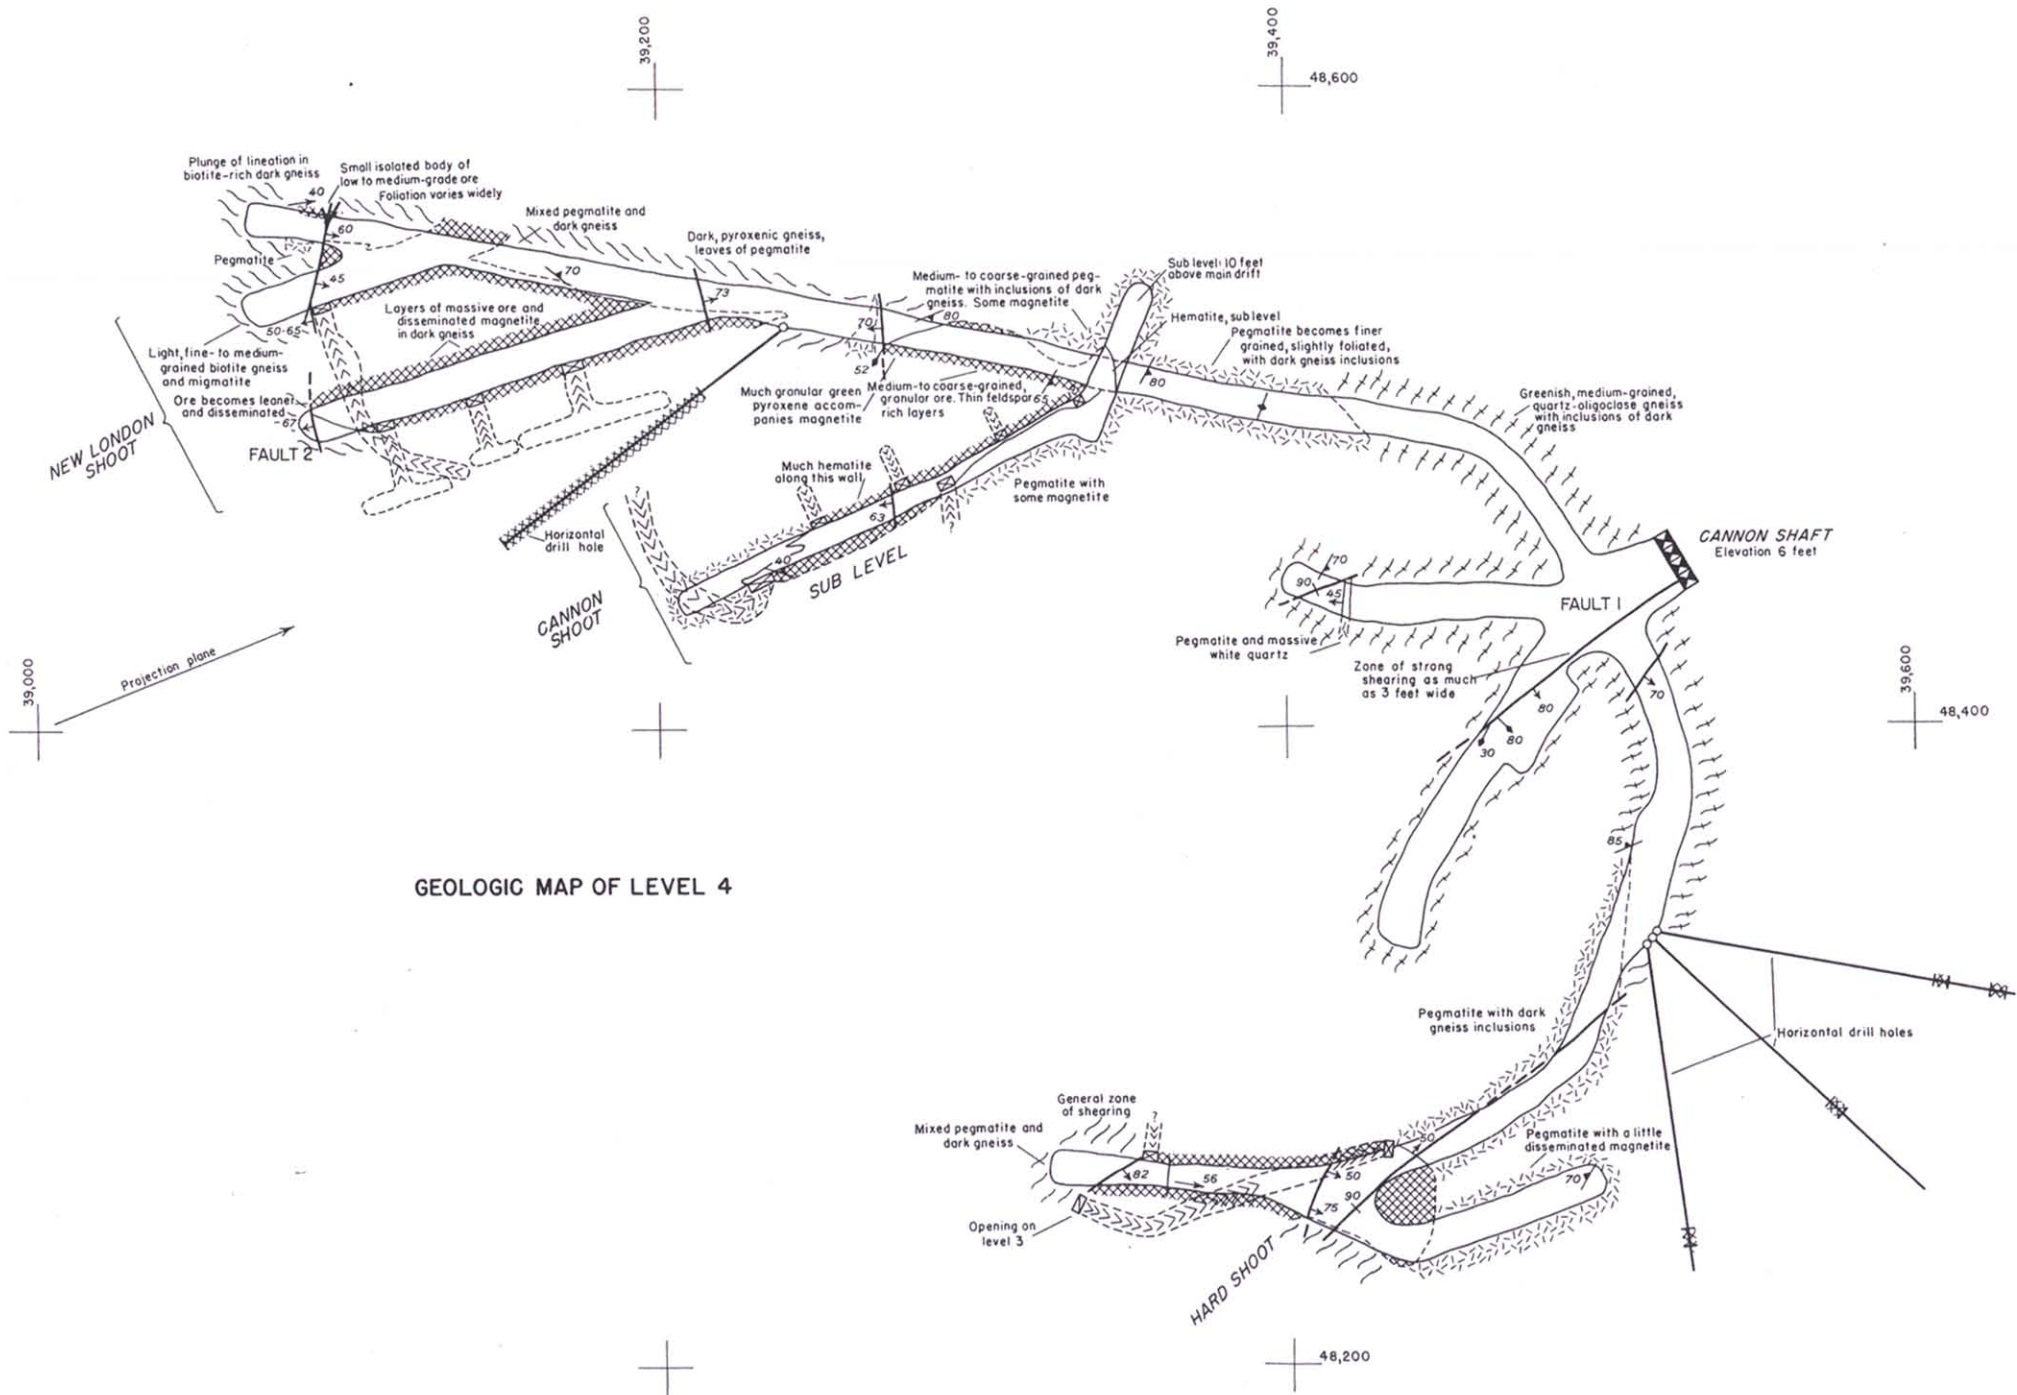 39,200
39,400
48,600
Plunge of lineation in
biotite-rich dark gneiss
40
Small isolated body of
low to medium-grade ore
Foliation varies widely
60
Mixed pegmatite and
dark gneiss
Pegmatite
45
70
Dark, pyroxenic gneiss,
leaves of pegmatite
73
Medium- to coarse-grained peg-
matite with inclusions of dark
gneiss. Some magnetite
80
Sub level 10 feet
above main drift
Hematite, sub level
Pegmatite becomes finer
grained, slightly foliated,
with dark gneiss inclusions
50-65
Layers of massive ore and
disseminated magnetite
in dark gneiss
70
52
80
Light, fine- to medium-
grained biotite gneiss
and migmatite
Ore becomes leaner
and disseminated
67
FAULT 2
NEW LONDON
SHOOT
Much granular green
pyroxene accom-
panies magnetite
Medium- to coarse-grained,
granular ore. Thin feldspar
rich layers
65
Greenish, medium-grained,
quartz-oligoclase gneiss
with inclusions of dark
gneiss
Much hematite
along this wall
?
63
?
Pegmatite with
some magnetite
Horizontal
drill hole
40
SUB LEVEL
CANNON
SHOOT
CANNON SHAFT
Elevation 6 feet
70
90
45
FAULT 1
Pegmatite and massive
white quartz
Zone of strong
shearing as much
as 3 feet wide
70
80
80
30
Projection plane
39,000
39,600
48,400
85
GEOLOGIC MAP OF LEVEL 4
Pegmatite with dark
gneiss inclusions
Horizontal drill holes
General zone
of shearing
?
Mixed pegmatite and
dark gneiss
50
Pegmatite with a little
disseminated magnetite
82
56
50
90
75
70
Opening on
level 3
HARD SHOOT
48,200